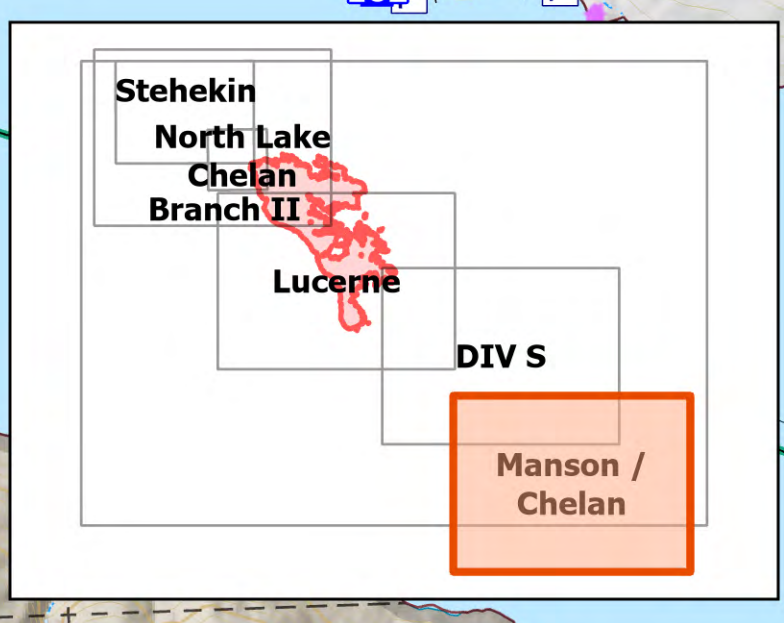 Stehekin
North Lake
Chelan
Branch II
Lucerne
DIV S
Manson /
Chelan